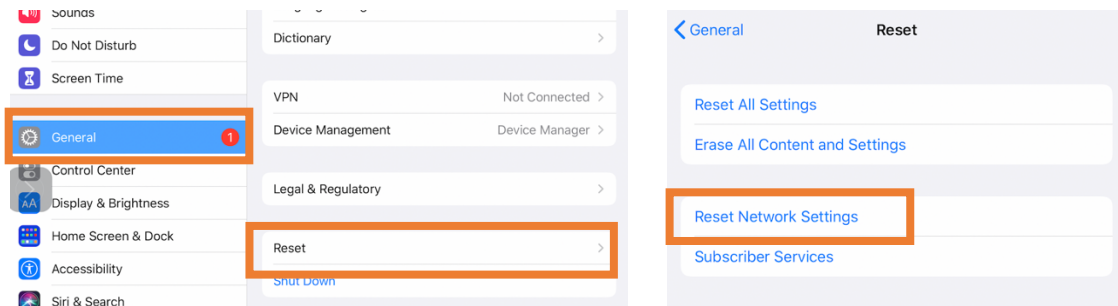 Sounds
Do Not Disturb
Screen Time
General
1
Control Center
AA
Display & Brightness
Home Screen & Dock
Accessibility
Siri & Search
Dictionary
VPN
Not Connected
Device Management
Device Manager
Legal & Regulatory
Reset
Shut Down
General
Reset
Reset All Settings
Erase All Content and Settings
Reset Network Settings
Subscriber Services